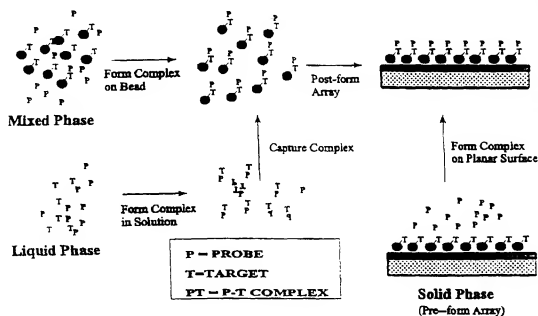 Form Complex
on Bead
Post-form
Array
Mixed Phase
Capture Complex
Form Complex
on Planar Surface
Form Complex
in Solution
Liquid Phase
P – PROBE
T–TARGET
PT – P-T COMPLEX
Solid Phase
(Pre–form Array)